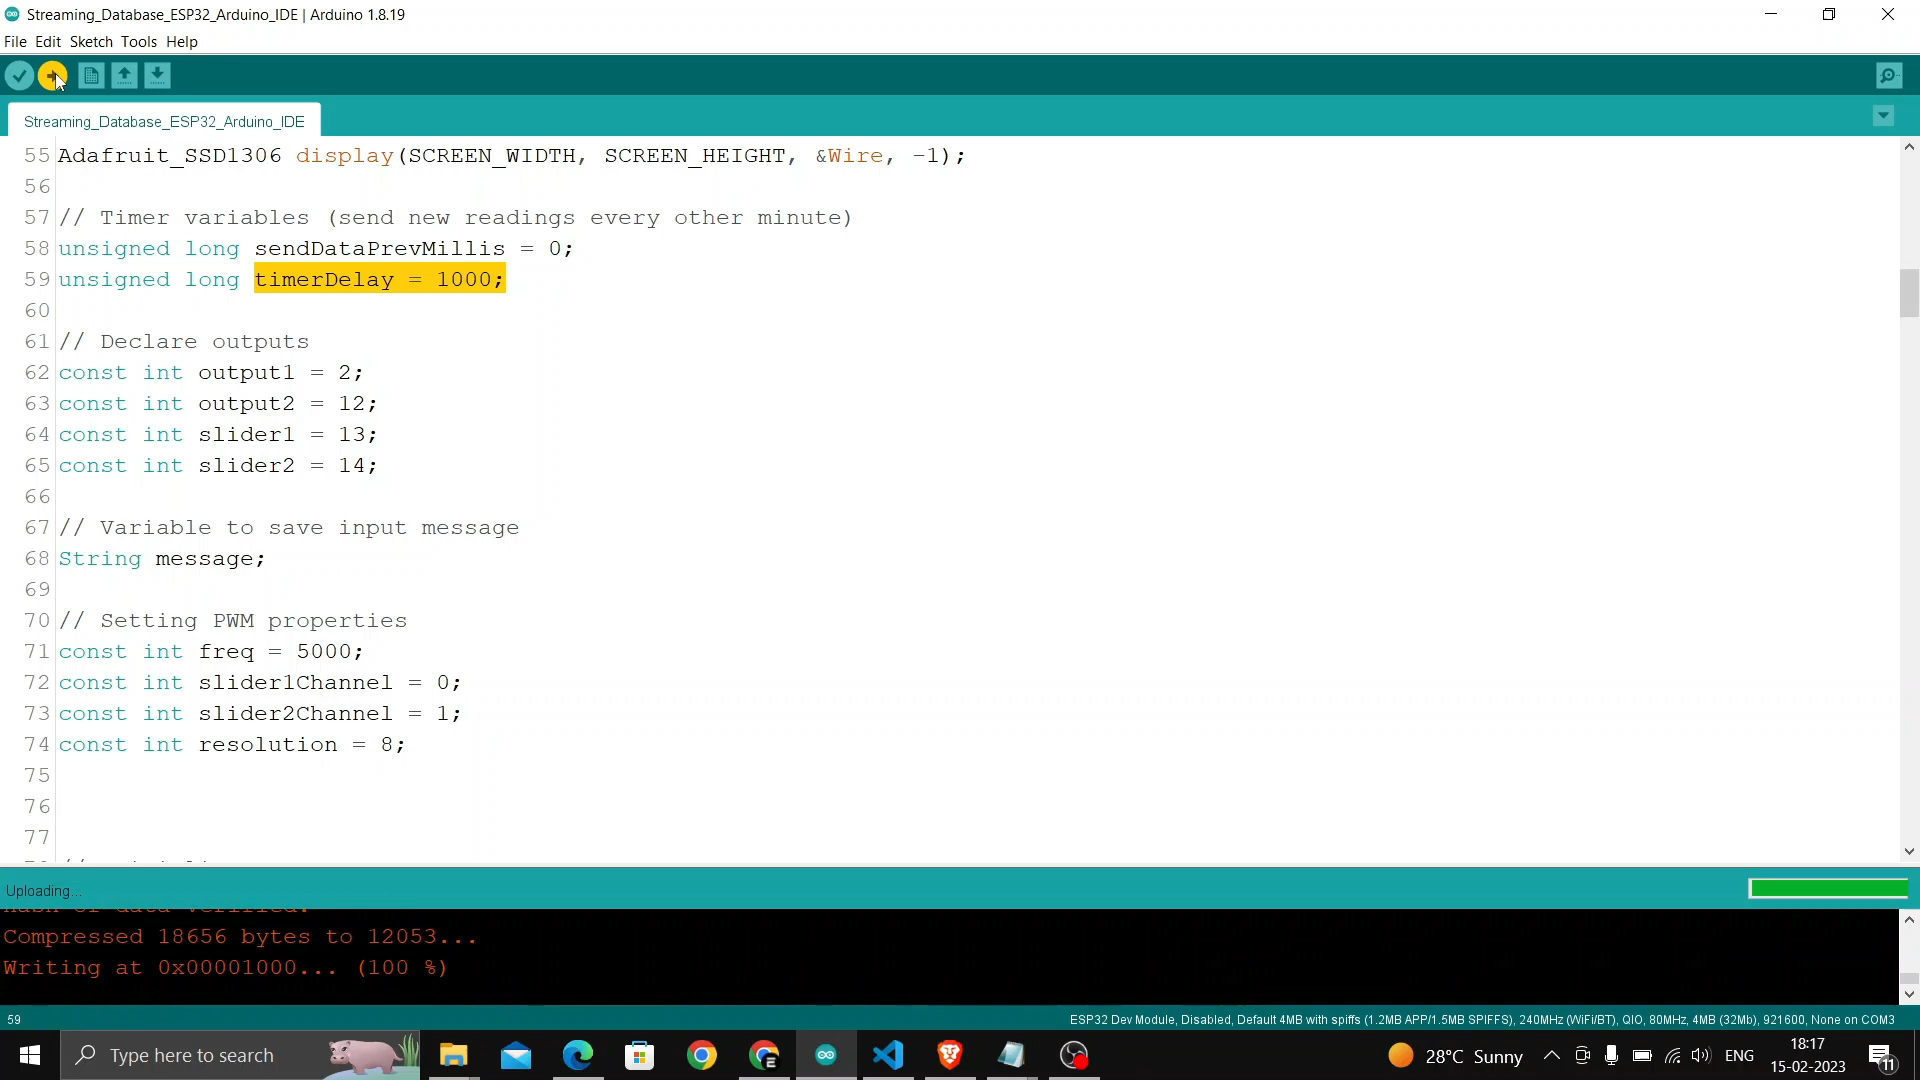 Streaming_Database_ESP32_Arduino_IDE | Arduino 1.8.19
File Edit Sketch Tools Help
Streaming_Database_ESP32_Arduino_IDE
55 Adafruit_SSD1306 display(SCREEN_WIDTH, SCREEN_HEIGHT, &Wire, -1);
56
57 // Timer variables (send new readings every other minute)
58 unsigned long sendDataPrevMillis = 0;
59 unsigned long timerDelay = 1000;
60
61 // Declare outputs
62 const int output1 = 2;
63 const int output2 = 12;
64 const int slider1 = 13;
65 const int slider2 = 14;
66
67 // Variable to save input message
68 String message;
69
70 // Setting PWM properties
71 const int freq = 5000;
72 const int slider1Channel = 0;
73 const int slider2Channel = 1;
74 const int resolution = 8;
75
76
77
Uploading...
Hash of data verified.
Compressed 18656 bytes to 12053...
Writing at 0x00001000... (100 %)
59
ESP32 Dev Module, Disabled, Default 4MB with spiffs (1.2MB APP/1.5MB SPIFFS), 240MHz (WiFi/BT), QIO, 80MHz, 4MB (32Mb), 921600, None on COM3
Type here to search
28°C Sunny
ENG
18:17
15-02-2023
11